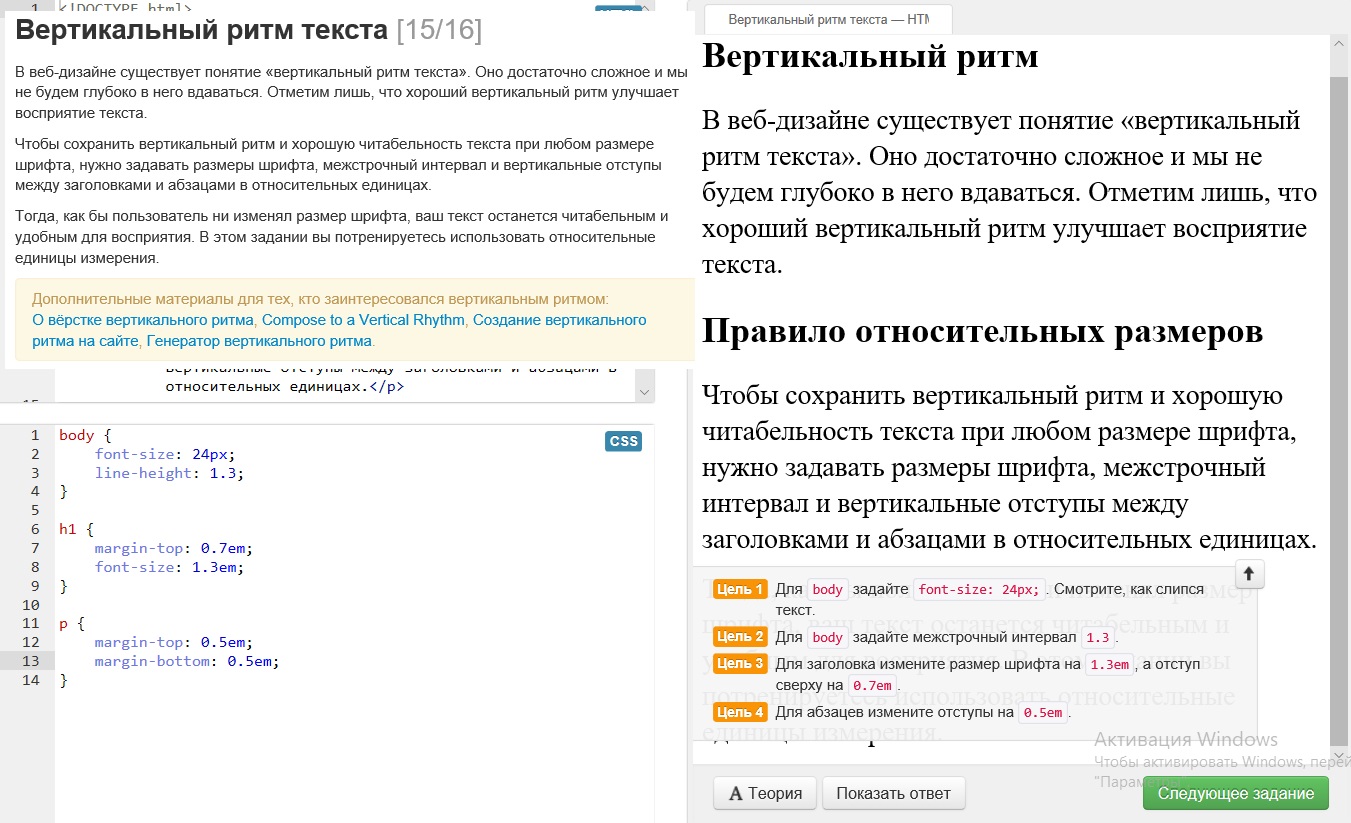 1 <!DOCTYPE html>
Вертикальный ритм текста [15/16]
В веб-дизайне существует понятие «вертикальный ритм текста». Оно достаточно сложное и мы
не будем глубоко в него вдаваться. Отметим лишь, что хороший вертикальный ритм улучшает
восприятие текста.
Чтобы сохранить вертикальный ритм и хорошую читабельность текста при любом размере
шрифта, нужно задавать размеры шрифта, межстрочный интервал и вертикальные отступы
между заголовками и абзацами в относительных единицах.
Тогда, как бы пользователь ни изменял размер шрифта, ваш текст останется читабельным и
удобным для восприятия. В этом задании вы потренируетесь использовать относительные
единицы измерения.
Дополнительные материалы для тех, кто заинтересовался вертикальным ритмом:
О вёрстке вертикального ритма, Compose to a Vertical Rhythm, Создание вертикального
ритма на сайте, Генератор вертикального ритма.
вертикальные отступы между заголовками и абзацами в
относительных единицах.</p>
CSS
1 body {
2 font-size: 24px;
3 line-height: 1.3;
4 }
5
6 h1 {
7 margin-top: 0.7em;
8 font-size: 1.3em;
9 }
10
11 p {
12 margin-top: 0.5em;
13 margin-bottom: 0.5em;
14 }
Вертикальный ритм текста — HTM
Вертикальный ритм
В веб-дизайне существует понятие «вертикальный
ритм текста». Оно достаточно сложное и мы не
будем глубоко в него вдаваться. Отметим лишь, что
хороший вертикальный ритм улучшает восприятие
текста.
Правило относительных размеров
Чтобы сохранить вертикальный ритм и хорошую
читабельность текста при любом размере шрифта,
нужно задавать размеры шрифта, межстрочный
интервал и вертикальные отступы между
заголовками и абзацами в относительных единицах.
Цель 1 Для body задайте font-size: 24px;. Смотрите, как слипся
текст.
Цель 2 Для body задайте межстрочный интервал 1.3.
Цель 3 Для заголовка измените размер шрифта на 1.3em, а отступ
сверху на 0.7em.
Цель 4 Для абзацев измените отступы на 0.5em.
единицы измерения.
Активация Windows
Чтобы активировать Windows, перей
"Парам
А Теория
Показать ответ
Следующее задание